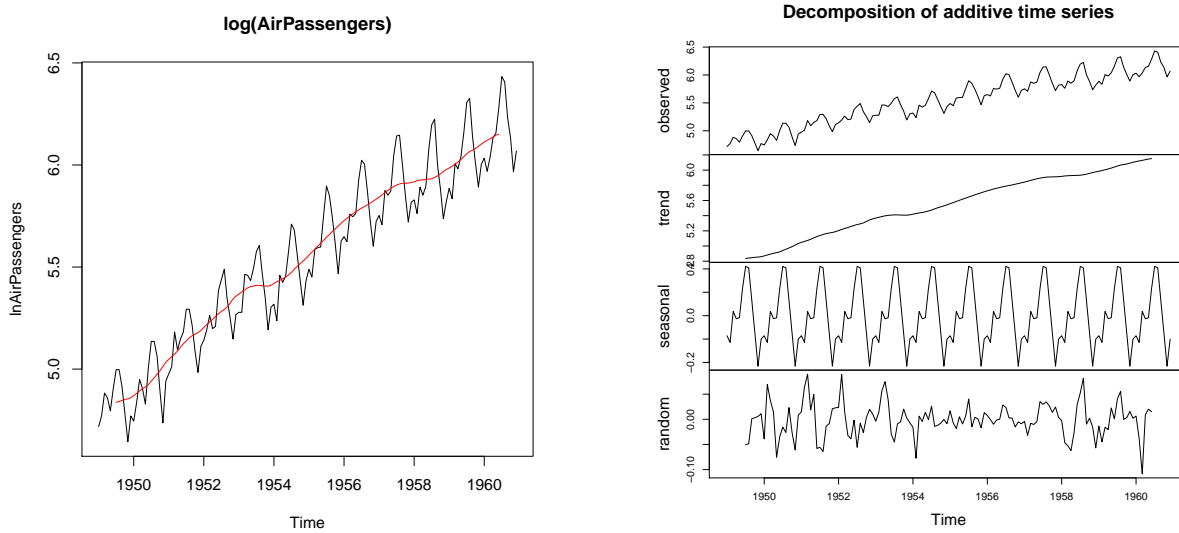 log(AirPassengers)
lnAirPassengers
6.5
6.0
5.5
5.0
1950 1952 1954 1956 1958 1960
Time
Decomposition of additive time series
observed
6.5
6.0
5.5
5.0
trend
6.0
5.6
5.2
4.8
seasonal
0.2
0.0
−0.2
random
0.00
−0.10
1950 1952 1954 1956 1958 1960
Time